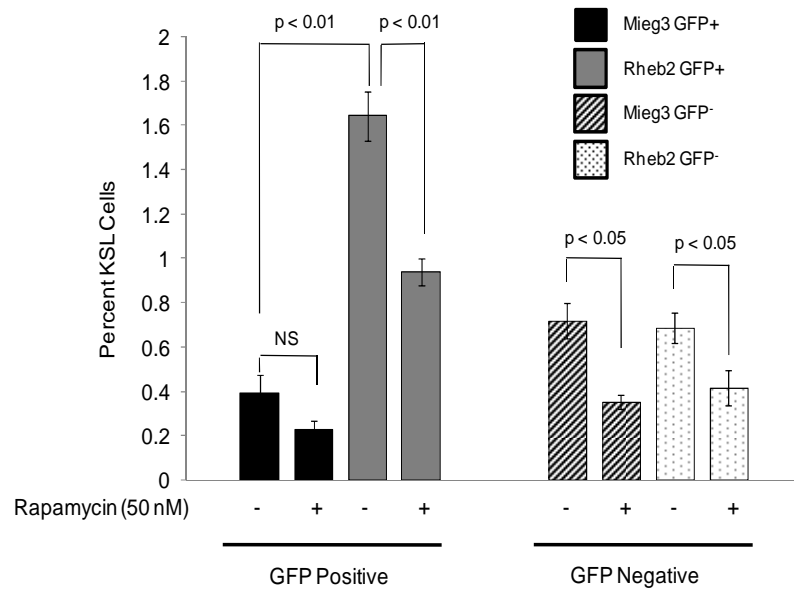 p < 0.01 p < 0.01
Mieg3 GFP+
Rheb2 GFP+
Mieg3 GFP-
Rheb2 GFP-
Percent KSL Cells
2
1.8
1.6
1.4
1.2
1
0.8
0.6
0.4
0.2
0
NS
p < 0.05 p < 0.05
Rapamycin (50 nM) - + - + - + - +
GFP Positive GFP Negative